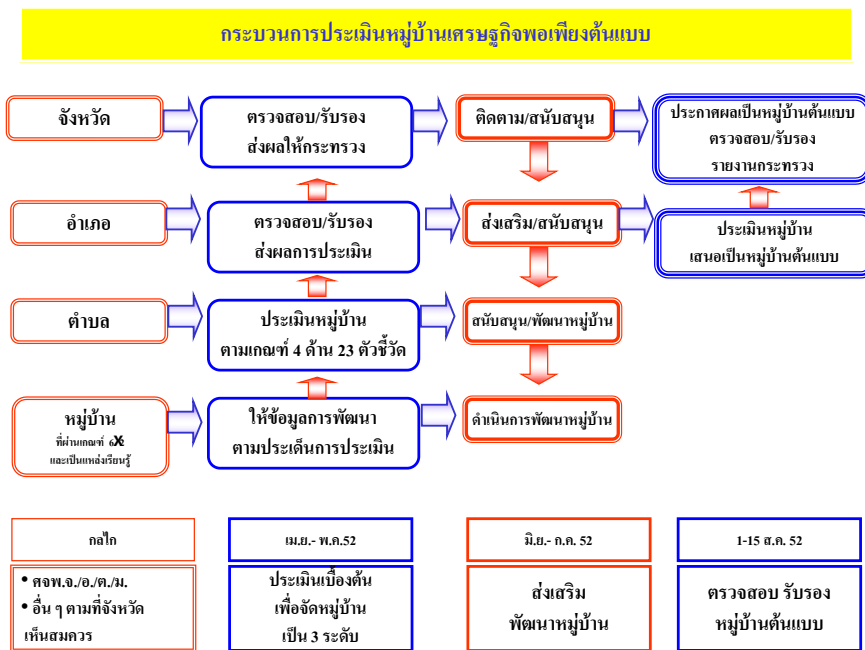 กระบวนการประเมินหมู่บ้านเศรษฐกิจพอเพียงต้นแบบ
จังหวัด
ตรวจสอบ/รับรอง
ส่งผลให้กระทรวง
ติดตาม/สนับสนุน
ประกาศผลเป็นหมู่บ้านต้นแบบ
ตรวจสอบ/รับรอง
รายงานกระทรวง
อำเภอ
ตรวจสอบ/รับรอง
ส่งผลการประเมิน
ส่งเสริม/สนับสนุน
ประเมินหมู่บ้าน
เสนอเป็นหมู่บ้านต้นแบบ
ตำบล
ประเมินหมู่บ้าน
ตามเกณฑ์ 4 ด้าน 23 ตัวชี้วัด
สนับสนุน/พัฒนาหมู่บ้าน
หมู่บ้าน
ที่ผ่านเกณฑ์ 6X2
และเป็นแหล่งเรียนรู้
ให้ข้อมูลการพัฒนา
ตามประเด็นการประเมิน
ดำเนินการพัฒนาหมู่บ้าน
กลไก
เม.ย.- พ.ค.52
มิ.ย.- ก.ค. 52
1-15 ส.ค. 52
• ศจพ.จ./อ./ต./ม.
• อื่น ๆ ตามที่จังหวัด
เห็นสมควร
ประเมินเบื้องต้น
เพื่อจัดหมู่บ้าน
เป็น 3 ระดับ
ส่งเสริม
พัฒนาหมู่บ้าน
ตรวจสอบ รับรอง
หมู่บ้านต้นแบบ